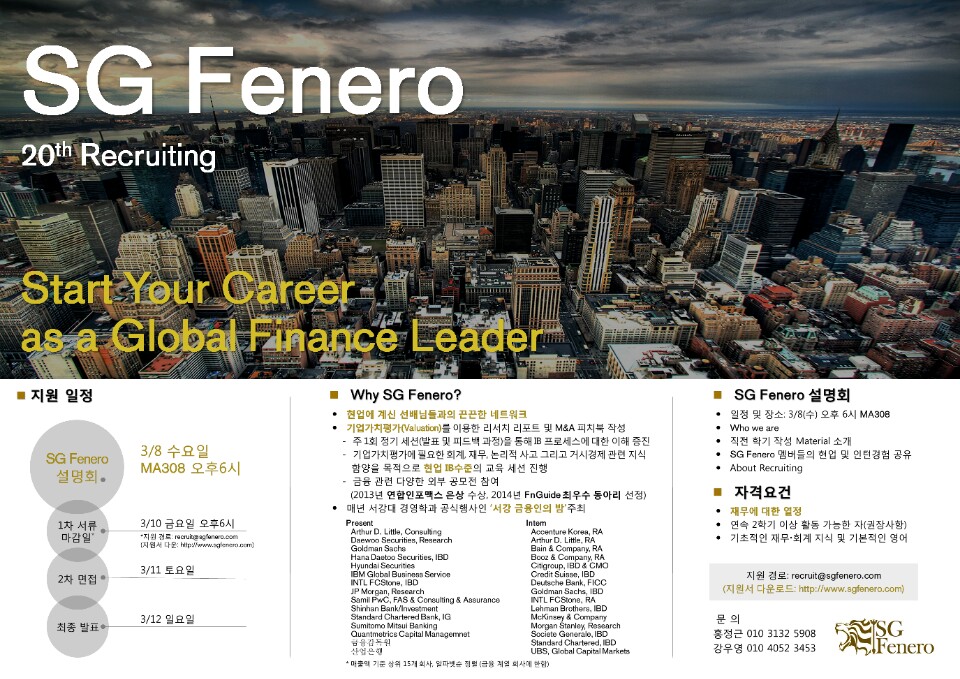 SG Fenero
20th Recruiting
Start Your Career
as a Global Finance Leader
■ 지원 일정
SG Fenero
설명회
3/8 수요일
MA308 오후6시
1차 서류
마감일*
3/10 금요일 오후6시
*지원 경로: recruit@sgfenero.com
(지원서 다운: http://www.sgfenero.com)
2차 면접
3/11 토요일
최종 발표
3/12 일요일
■ Why SG Fenero?
• 현업에 계신 선배님들과의 끈끈한 네트워크
• 기업가치평가(Valuation)를 이용한 리서치 리포트 및 M&A 피치북 작성
- 주 1회 정기 세션(발표 및 피드백 과정)을 통해 IB 프로세스에 대한 이해 증진
- 기업가치평가에 필요한 회계, 재무, 논리적 사고 그리고 거시경제 관련 지식
함양을 목적으로 현업 IB수준의 교육 세션 진행
- 금융 관련 다양한 외부 공모전 참여
(2013년 연합인포맥스 은상 수상, 2014년 FnGuide 최우수 동아리 선정)
• 매년 서강대 경영학과 공식행사인 '서강 금융인의 밤'주최
Present
Arthur D. Little, Consulting
Daewoo Securities, Research
Goldman Sachs
Hana Daetoo Securities, IBD
Hyundai Securities
IBM Global Business Service
INTL FCStone, IBD
JP Morgan, Research
Samil PwC, FAS & Consulting & Assurance
Shinhan Bank/Investment
Standard Chartered Bank, IG
Sumitomo Mitsui Banking
Quantmetrics Capital Managemnet
금융감독원
산업은행
Intern
Accenture Korea, RA
Arthur D. Little, RA
Bain & Company, RA
Booz & Company, RA
Citigroup, IBD & CMO
Credit Suisse, IBD
Deutsche Bank, FICC
Goldman Sachs, IBD
INTL FCStone, RA
Lehman Brothers, IBD
McKinsey & Company
Morgan Stanley, Research
Societe Generale, IBD
Standard Chartered, IBD
UBS, Global Capital Markets
* 매출액 기준 상위 15개 회사, 알파벳순 정렬 (금융 계열 회사에 한함)
■ SG Fenero 설명회
• 일정 및 장소: 3/8(수) 오후 6시 MA308
• Who we are
• 직전 학기 작성 Material 소개
• SG Fenero 멤버들의 현업 및 인턴경험 공유
• About Recruiting
■ 자격요건
• 재무에 대한 열정
• 연속 2학기 이상 활동 가능한 자(권장사항)
• 기초적인 재무·회계 지식 및 기본적인 영어
지원 경로: recruit@sgfenero.com
(지원서 다운로드: http://www.sgfenero.com)
문 의
홍정근 010 3132 5908
강우영 010 4052 3453
SG
Fenero